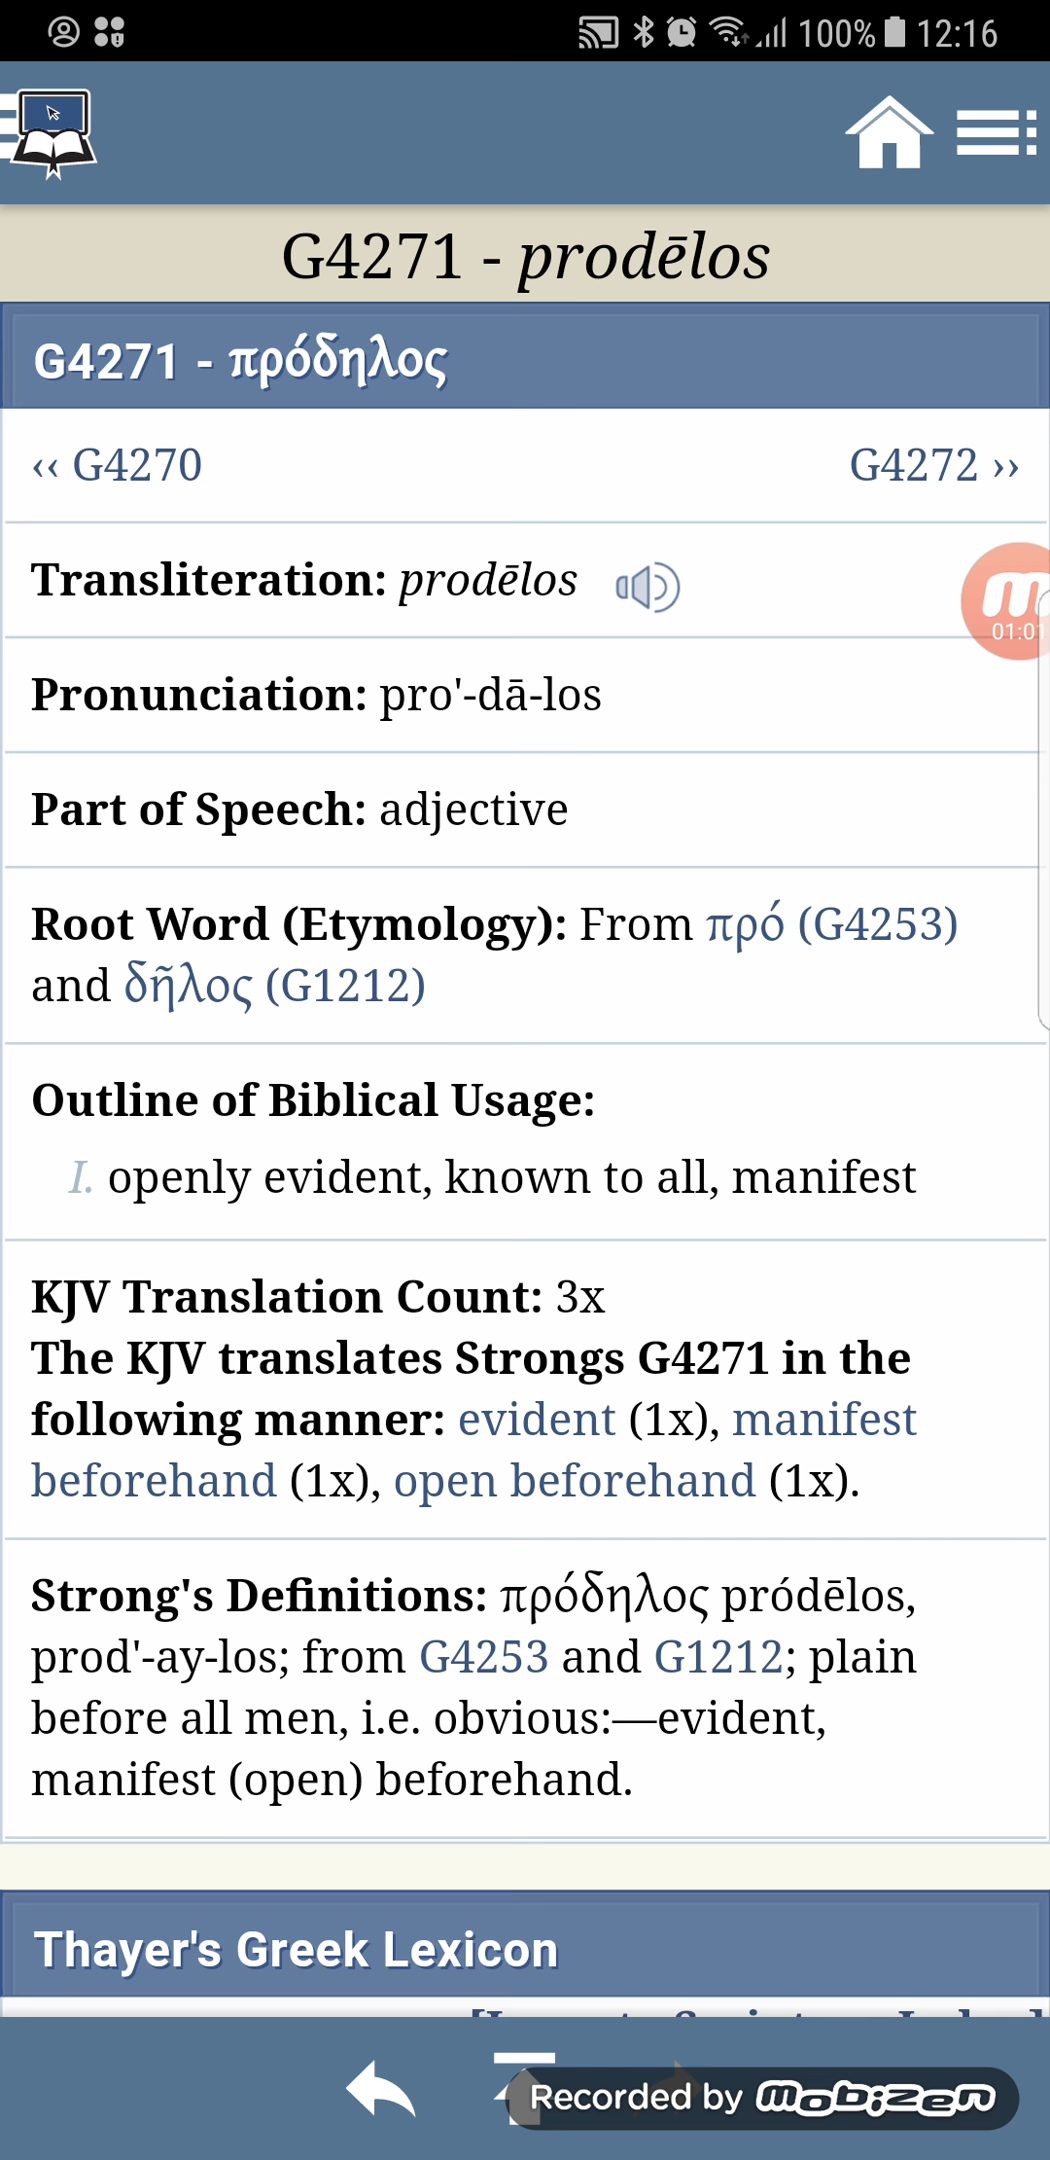 100% 12:16
G4271 - prodēlos
G4271 - πρόδηλος
‹‹ G4270
G4272 ››
Transliteration: prodēlos
01:01
Pronunciation: pro'-dā-los
Part of Speech: adjective
Root Word (Etymology): From πρό (G4253)
and δῆλος (G1212)
Outline of Biblical Usage:
I. openly evident, known to all, manifest
KJV Translation Count: 3x
The KJV translates Strongs G4271 in the
following manner: evident (1x), manifest
beforehand (1x), open beforehand (1x).
Strong's Definitions: πρόδηλος pródēlos,
prod'-ay-los; from G4253 and G1212; plain
before all men, i.e. obvious:—evident,
manifest (open) beforehand.
Thayer's Greek Lexicon
Recorded by mobizen